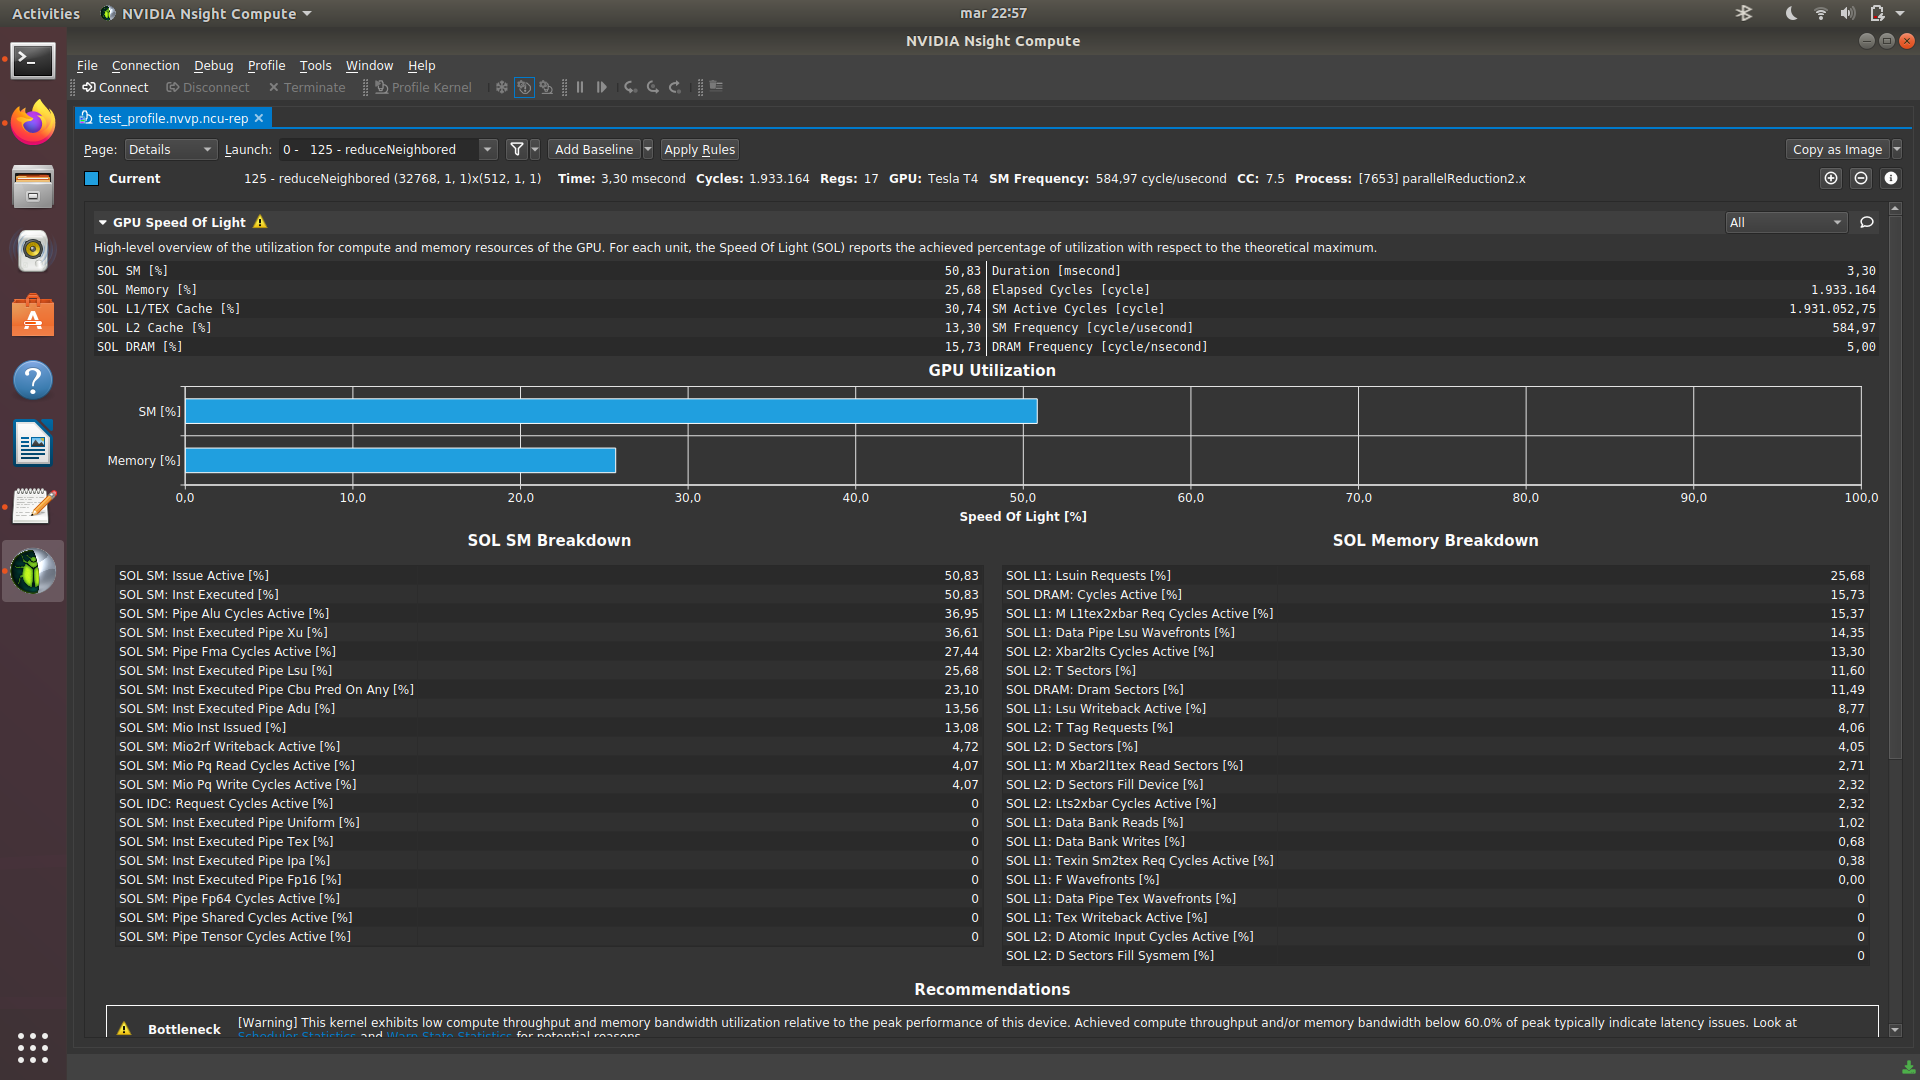 Activities NVIDIA Nsight Compute mar 22:57
NVIDIA Nsight Compute
File Connection Debug Profile Tools Window Help
Connect Disconnect Terminate Profile Kernel
test_profile.nvvp.ncu-rep
Page: Details Launch: 0 - 125 - reduceNeighbored Add Baseline Apply Rules Copy as Image
Current 125 - reduceNeighbored (32768, 1, 1)x(512, 1, 1) Time: 3,30 msecond Cycles: 1.933.164 Regs: 17 GPU: Tesla T4 SM Frequency: 584,97 cycle/usecond CC: 7.5 Process: [7653] parallelReduction2.x
GPU Speed Of Light All
High-level overview of the utilization for compute and memory resources of the GPU. For each unit, the Speed Of Light (SOL) reports the achieved percentage of utilization with respect to the theoretical maximum.
SOL SM [%] 50,83 Duration [msecond] 3,30
SOL Memory [%] 25,68 Elapsed Cycles [cycle] 1.933.164
SOL L1/TEX Cache [%] 30,74 SM Active Cycles [cycle] 1.931.052,75
SOL L2 Cache [%] 13,30 SM Frequency [cycle/usecond] 584,97
SOL DRAM [%] 15,73 DRAM Frequency [cycle/nsecond] 5,00
GPU Utilization
SM [%]
Memory [%]
0,0 10,0 20,0 30,0 40,0 50,0 60,0 70,0 80,0 90,0 100,0
Speed Of Light [%]
SOL SM Breakdown
SOL SM: Issue Active [%] 50,83
SOL SM: Inst Executed [%] 50,83
SOL SM: Pipe Alu Cycles Active [%] 36,95
SOL SM: Inst Executed Pipe Xu [%] 36,61
SOL SM: Pipe Fma Cycles Active [%] 27,44
SOL SM: Inst Executed Pipe Lsu [%] 25,68
SOL SM: Inst Executed Pipe Cbu Pred On Any [%] 23,10
SOL SM: Inst Executed Pipe Adu [%] 13,56
SOL SM: Mio Inst Issued [%] 13,08
SOL SM: Mio2rf Writeback Active [%] 4,72
SOL SM: Mio Pq Read Cycles Active [%] 4,07
SOL SM: Mio Pq Write Cycles Active [%] 4,07
SOL IDC: Request Cycles Active [%] 0
SOL SM: Inst Executed Pipe Uniform [%] 0
SOL SM: Inst Executed Pipe Tex [%] 0
SOL SM: Inst Executed Pipe Ipa [%] 0
SOL SM: Inst Executed Pipe Fp16 [%] 0
SOL SM: Pipe Fp64 Cycles Active [%] 0
SOL SM: Pipe Shared Cycles Active [%] 0
SOL SM: Pipe Tensor Cycles Active [%] 0
SOL Memory Breakdown
SOL L1: Lsuin Requests [%] 25,68
SOL DRAM: Cycles Active [%] 15,73
SOL L1: M L1tex2xbar Req Cycles Active [%] 15,37
SOL L1: Data Pipe Lsu Wavefronts [%] 14,35
SOL L2: Xbar2lts Cycles Active [%] 13,30
SOL L2: T Sectors [%] 11,60
SOL DRAM: Dram Sectors [%] 11,49
SOL L1: Lsu Writeback Active [%] 8,77
SOL L2: T Tag Requests [%] 4,06
SOL L2: D Sectors [%] 4,05
SOL L1: M Xbar2l1tex Read Sectors [%] 2,71
SOL L2: D Sectors Fill Device [%] 2,32
SOL L2: Lts2xbar Cycles Active [%] 2,32
SOL L1: Data Bank Reads [%] 1,02
SOL L1: Data Bank Writes [%] 0,68
SOL L1: Texin Sm2tex Req Cycles Active [%] 0,38
SOL L1: F Wavefronts [%] 0,00
SOL L1: Data Pipe Tex Wavefronts [%] 0
SOL L1: Tex Writeback Active [%] 0
SOL L2: D Atomic Input Cycles Active [%] 0
SOL L2: D Sectors Fill Sysmem [%] 0
Recommendations
Bottleneck [Warning] This kernel exhibits low compute throughput and memory bandwidth utilization relative to the peak performance of this device. Achieved compute throughput and/or memory bandwidth below 60.0% of peak typically indicate latency issues. Look at
Scheduler Statistics and Warp State Statistics for potential reasons.